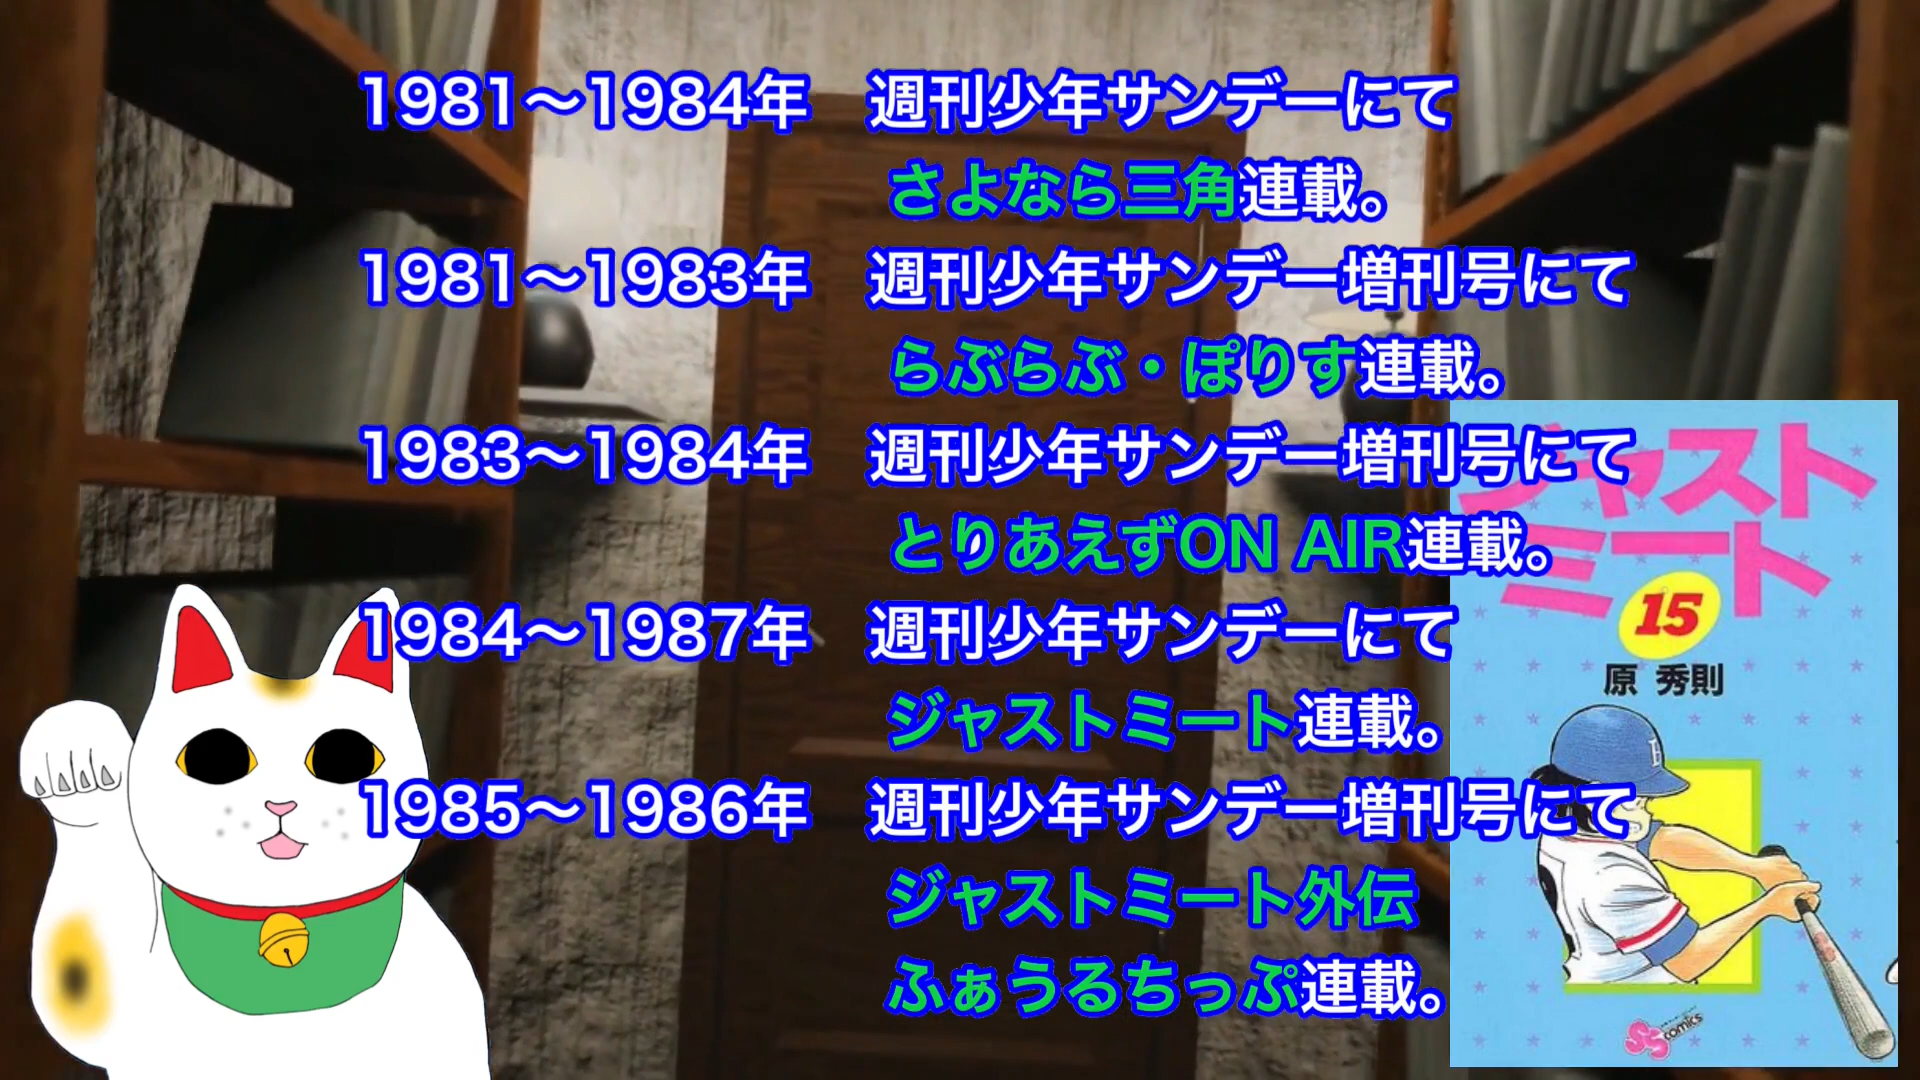 1981〜1984年　週刊少年サンデーにて
さよなら三角連載。
1981〜1983年　週刊少年サンデー増刊号にて
らぶらぶ・ぽりす連載。
1983〜1984年　週刊少年サンデー増刊号にて
とりあえずON AIR連載。
1984〜1987年　週刊少年サンデーにて
ジャストミート連載。
1985〜1986年　週刊少年サンデー増刊号にて
ジャストミート外伝
ふぁうるちっぷ連載。
ジャスト
ミート
15
原 秀則
SS comics